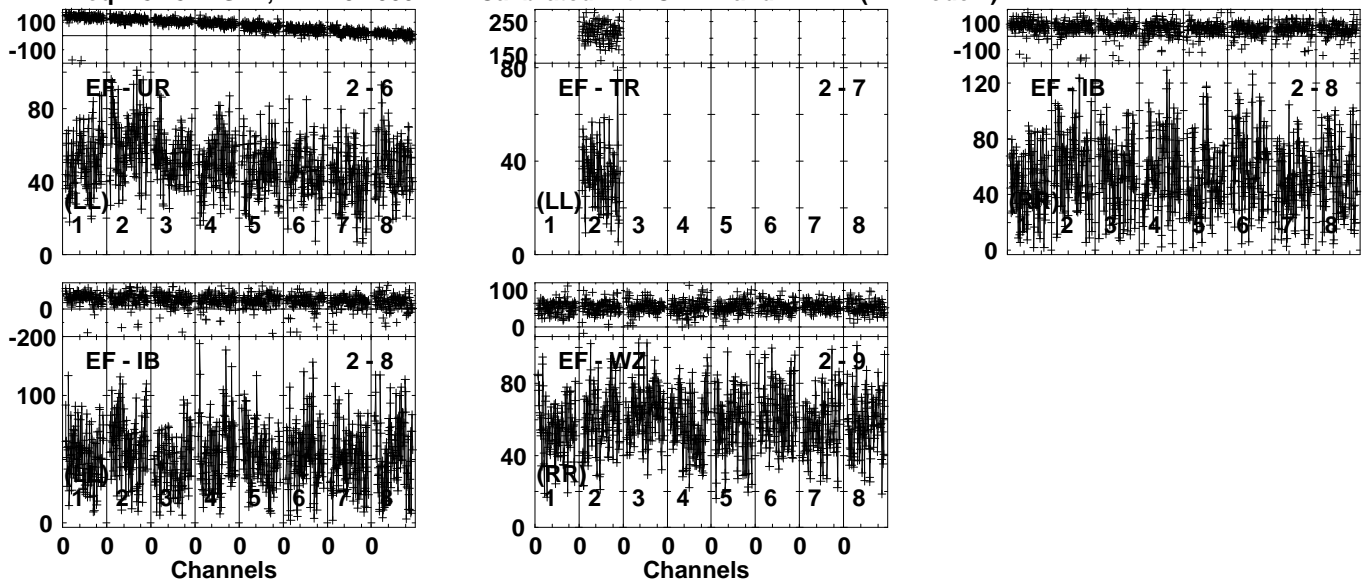 100
-100
EF - UR 2 - 6
80
40
(LL)
1 2 3 4 5 6 7 8
0
250
150
80
EF - TR 2 - 7
40
(LL)
1 2 3 4 5 6 7 8
0
100
-100
EF - IB 2 - 8
120
80
40
(RR)
1 2 3 4 5 6 7 8
0
0
-200
EF - IB 2 - 8
100
(LL)
1 2 3 4 5 6 7 8
0
0 0 0 0 0 0 0 0
Channels
100
0
EF - WZ 2 - 9
80
40
(RR)
1 2 3 4 5 6 7 8
0
0 0 0 0 0 0 0 0
Channels